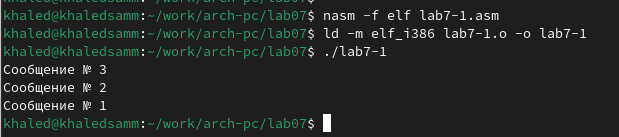 khaled@khaledsamm:~/work/arch-pc/lab07$ nasm -f elf lab7-1.asm
khaled@khaledsamm:~/work/arch-pc/lab07$ ld -m elf_i386 lab7-1.o -o lab7-1
khaled@khaledsamm:~/work/arch-pc/lab07$ ./lab7-1
Сообщение № 3
Сообщение № 2
Сообщение № 1
khaled@khaledsamm:~/work/arch-pc/lab07$